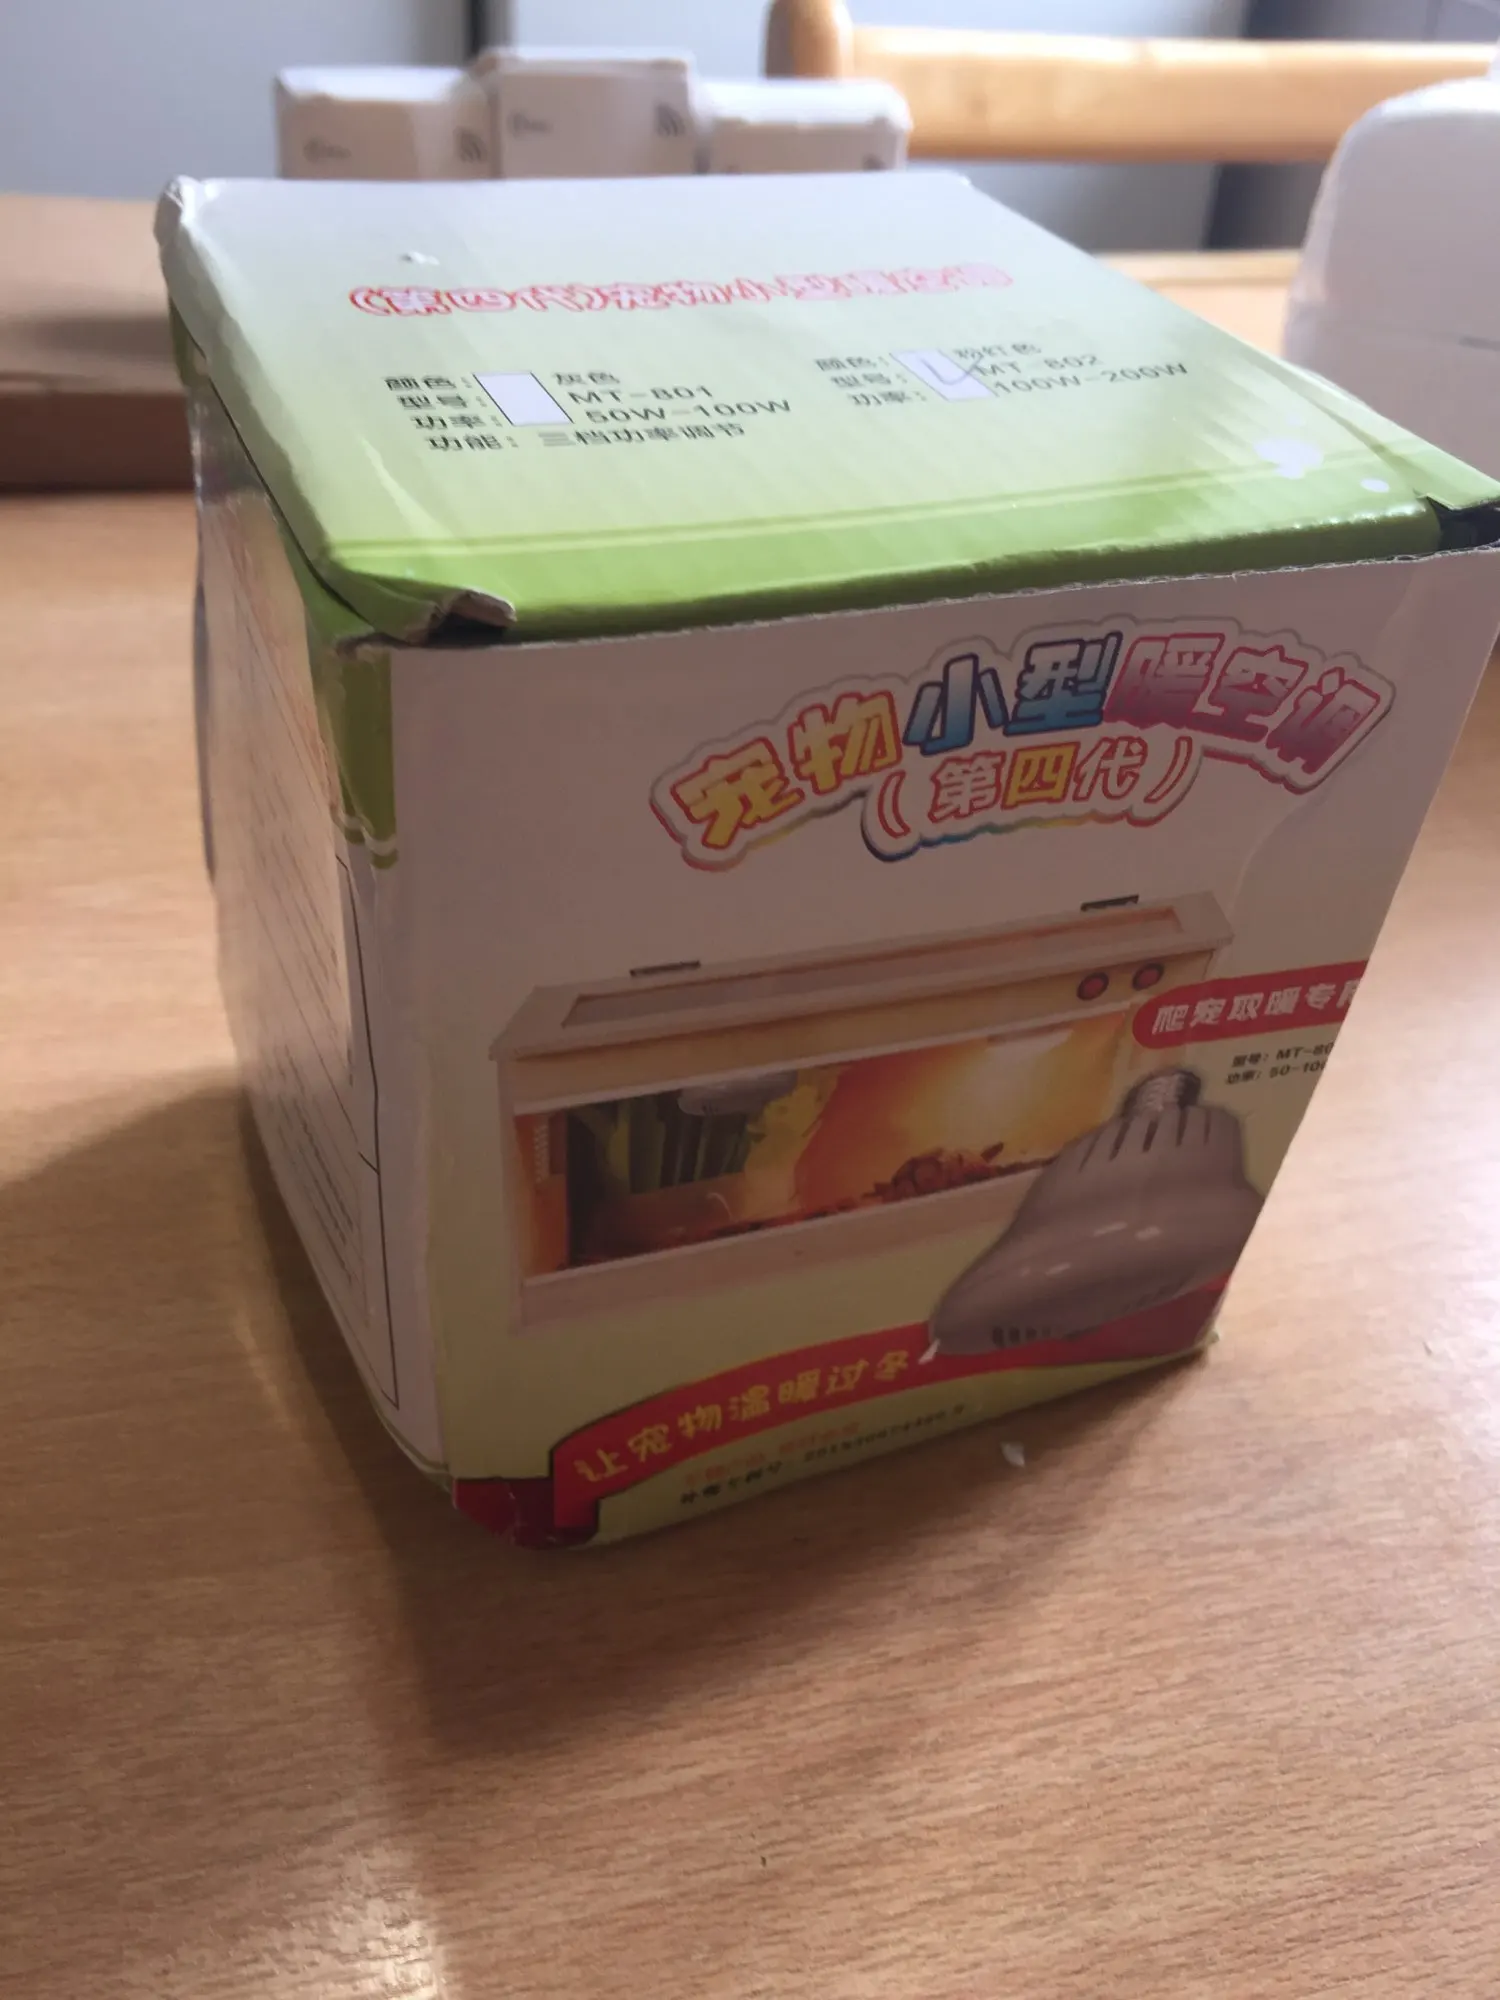 (第四代)宠物小型暖空调
颜色: 灰色
型号: MT-801
功率: 50W-100W
功能: 三档功率调节
颜色: 粉红色
型号: MT-802
功率: 100W-200W
宠物小型暖空调
(第四代)
爬宠取暖专
型号: MT-80
功率: 50-100
让宠物温暖过冬